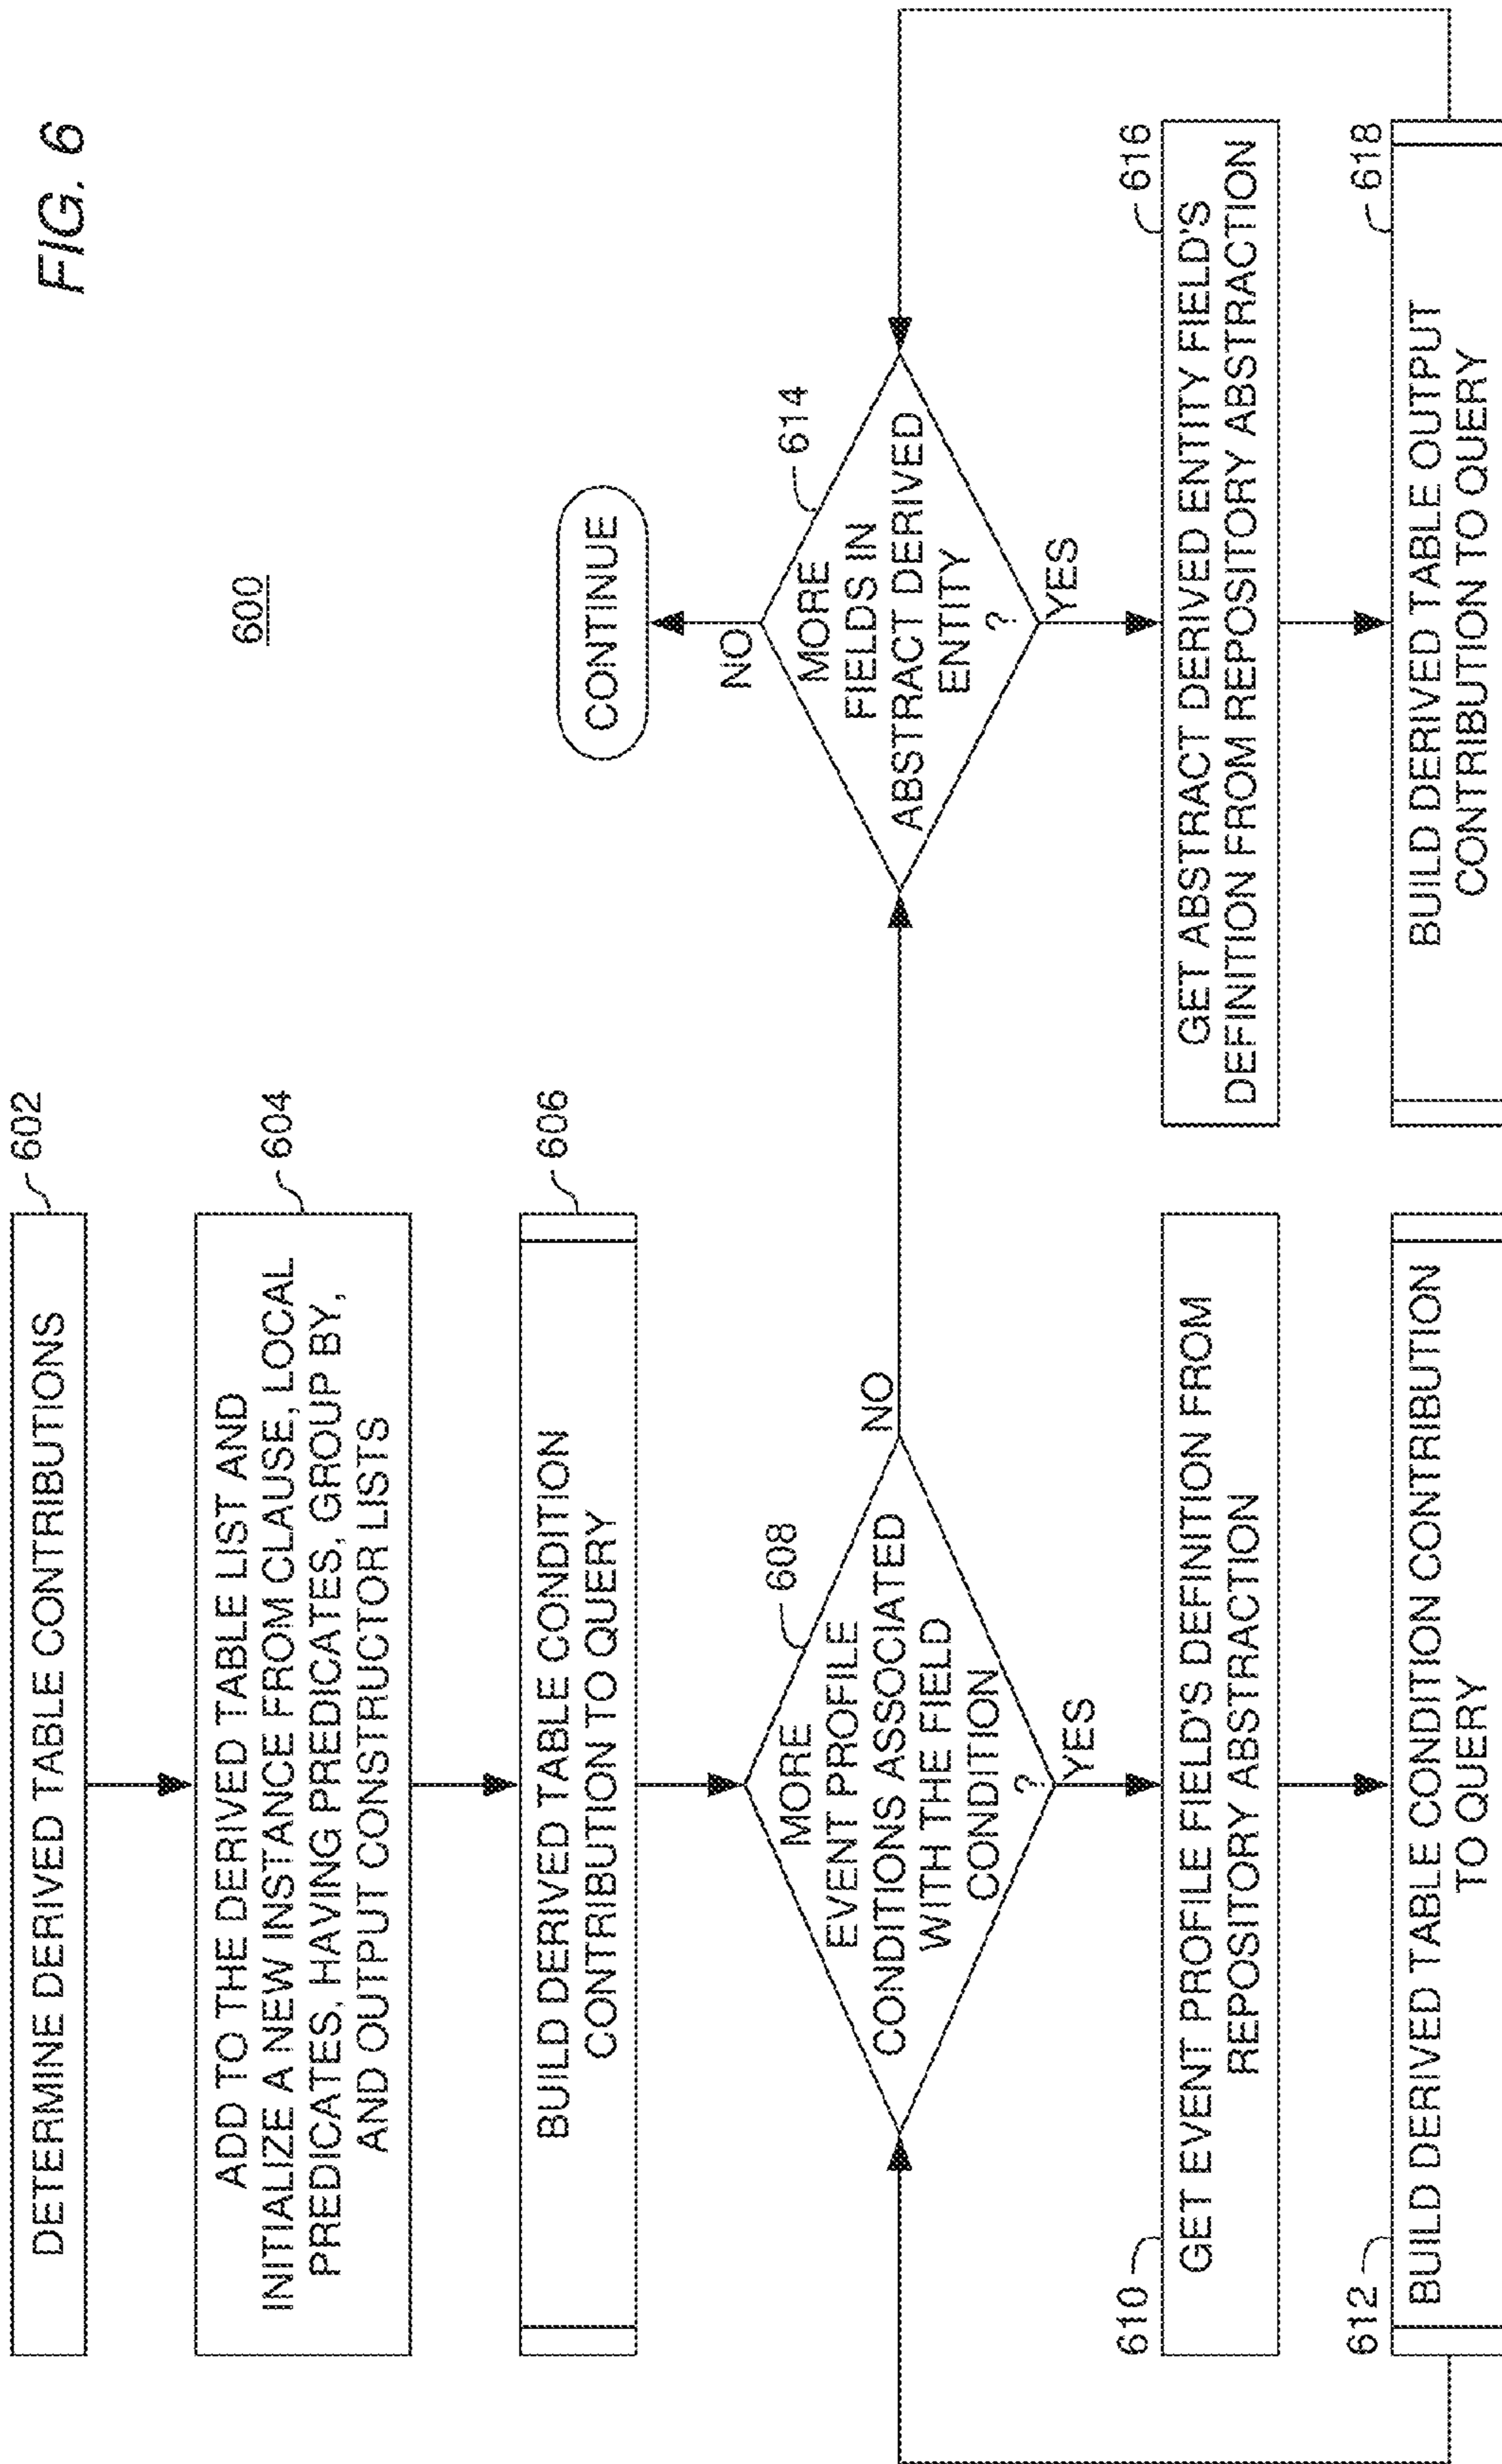 FIG. 6
600
602
DETERMINE DERIVED TABLE CONTRIBUTIONS
604
ADD TO THE DERIVED TABLE LIST AND
INITIALIZE A NEW INSTANCE FROM CLAUSE, LOCAL
PREDICATES, HAVING PREDICATES, GROUP BY,
AND OUTPUT CONSTRUCTOR LISTS
606
BUILD DERIVED TABLE CONDITION
CONTRIBUTION TO QUERY
608
MORE
EVENT PROFILE
CONDITIONS ASSOCIATED
WITH THE FIELD
CONDITION
?
NO
YES
610
GET EVENT PROFILE FIELD'S DEFINITION FROM
REPOSITORY ABSTRACTION
612
BUILD DERIVED TABLE CONDITION CONTRIBUTION
TO QUERY
CONTINUE
NO
614
MORE
FIELDS IN
ABSTRACT DERIVED
ENTITY
?
YES
616
GET ABSTRACT DERIVED ENTITY FIELD'S
DEFINITION FROM REPOSITORY ABSTRACTION
618
BUILD DERIVED TABLE OUTPUT
CONTRIBUTION TO QUERY